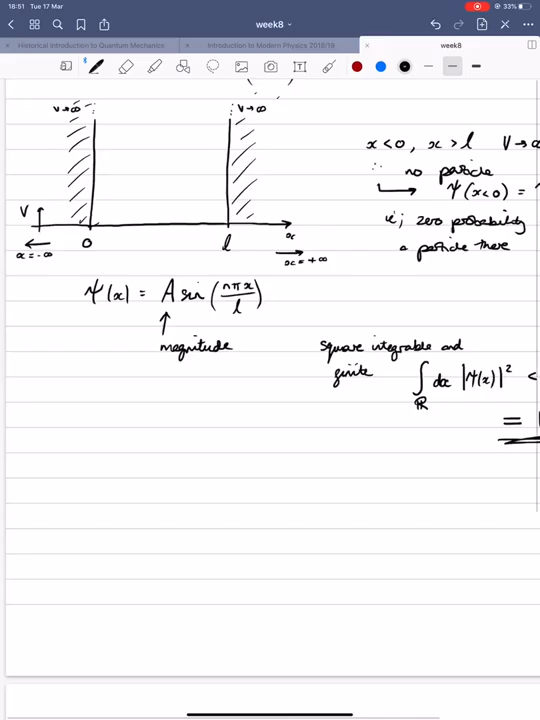 18:51 Tue 17 Mar
33%
week8
Historical Introduction to Quantum Mechanics
Introduction to Modern Physics 2018/19
week8
V→∞
V→∞
x<0, x>l V→∞
∴ no particle
ψ(x<0) =
ie; zero probability
a particle there
V
0
l
x
x=-∞
x=+∞
ψ(x) = A sin (nπx/l)
magnitude
square integrable and
finite ∫ℝ dx |ψ(x)|² <
=